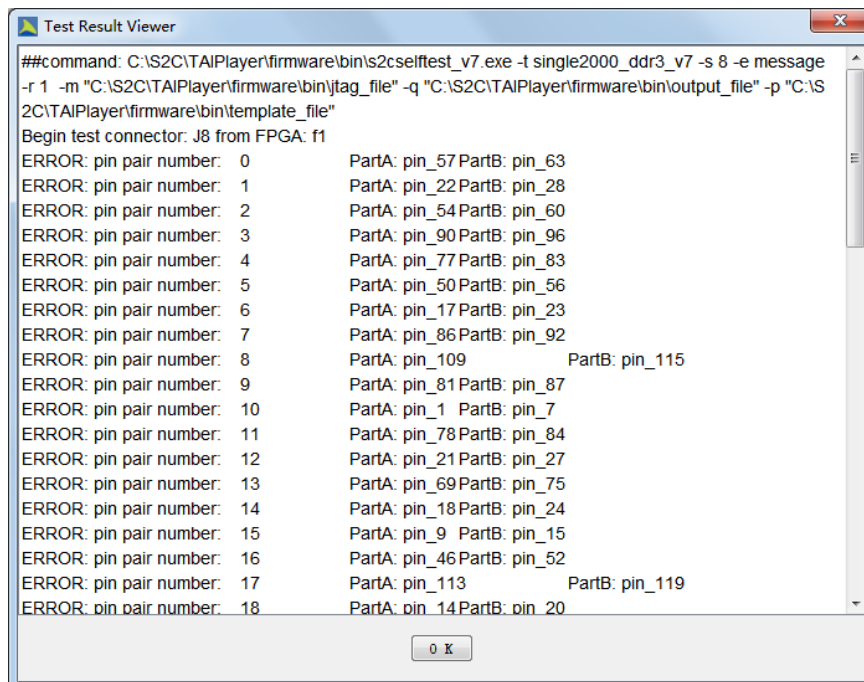 Test Result Viewer
##command: C:\S2C\TAIPlayer\firmware\bin\s2cselftest_v7.exe -t single2000_ddr3_v7 -s 8 -e message
-r 1 -m "C:\S2C\TAIPlayer\firmware\bin\jtag_file" -q "C:\S2C\TAIPlayer\firmware\bin\output_file" -p "C:\S
2C\TAIPlayer\firmware\bin\template_file"
Begin test connector: J8 from FPGA: f1
ERROR: pin pair number: 0 PartA: pin_57 PartB: pin_63
ERROR: pin pair number: 1 PartA: pin_22 PartB: pin_28
ERROR: pin pair number: 2 PartA: pin_54 PartB: pin_60
ERROR: pin pair number: 3 PartA: pin_90 PartB: pin_96
ERROR: pin pair number: 4 PartA: pin_77 PartB: pin_83
ERROR: pin pair number: 5 PartA: pin_50 PartB: pin_56
ERROR: pin pair number: 6 PartA: pin_17 PartB: pin_23
ERROR: pin pair number: 7 PartA: pin_86 PartB: pin_92
ERROR: pin pair number: 8 PartA: pin_109 PartB: pin_115
ERROR: pin pair number: 9 PartA: pin_81 PartB: pin_87
ERROR: pin pair number: 10 PartA: pin_1 PartB: pin_7
ERROR: pin pair number: 11 PartA: pin_78 PartB: pin_84
ERROR: pin pair number: 12 PartA: pin_21 PartB: pin_27
ERROR: pin pair number: 13 PartA: pin_69 PartB: pin_75
ERROR: pin pair number: 14 PartA: pin_18 PartB: pin_24
ERROR: pin pair number: 15 PartA: pin_9 PartB: pin_15
ERROR: pin pair number: 16 PartA: pin_46 PartB: pin_52
ERROR: pin pair number: 17 PartA: pin_113 PartB: pin_119
ERROR: pin pair number: 18 PartA: pin_14 PartB: pin_20
O K